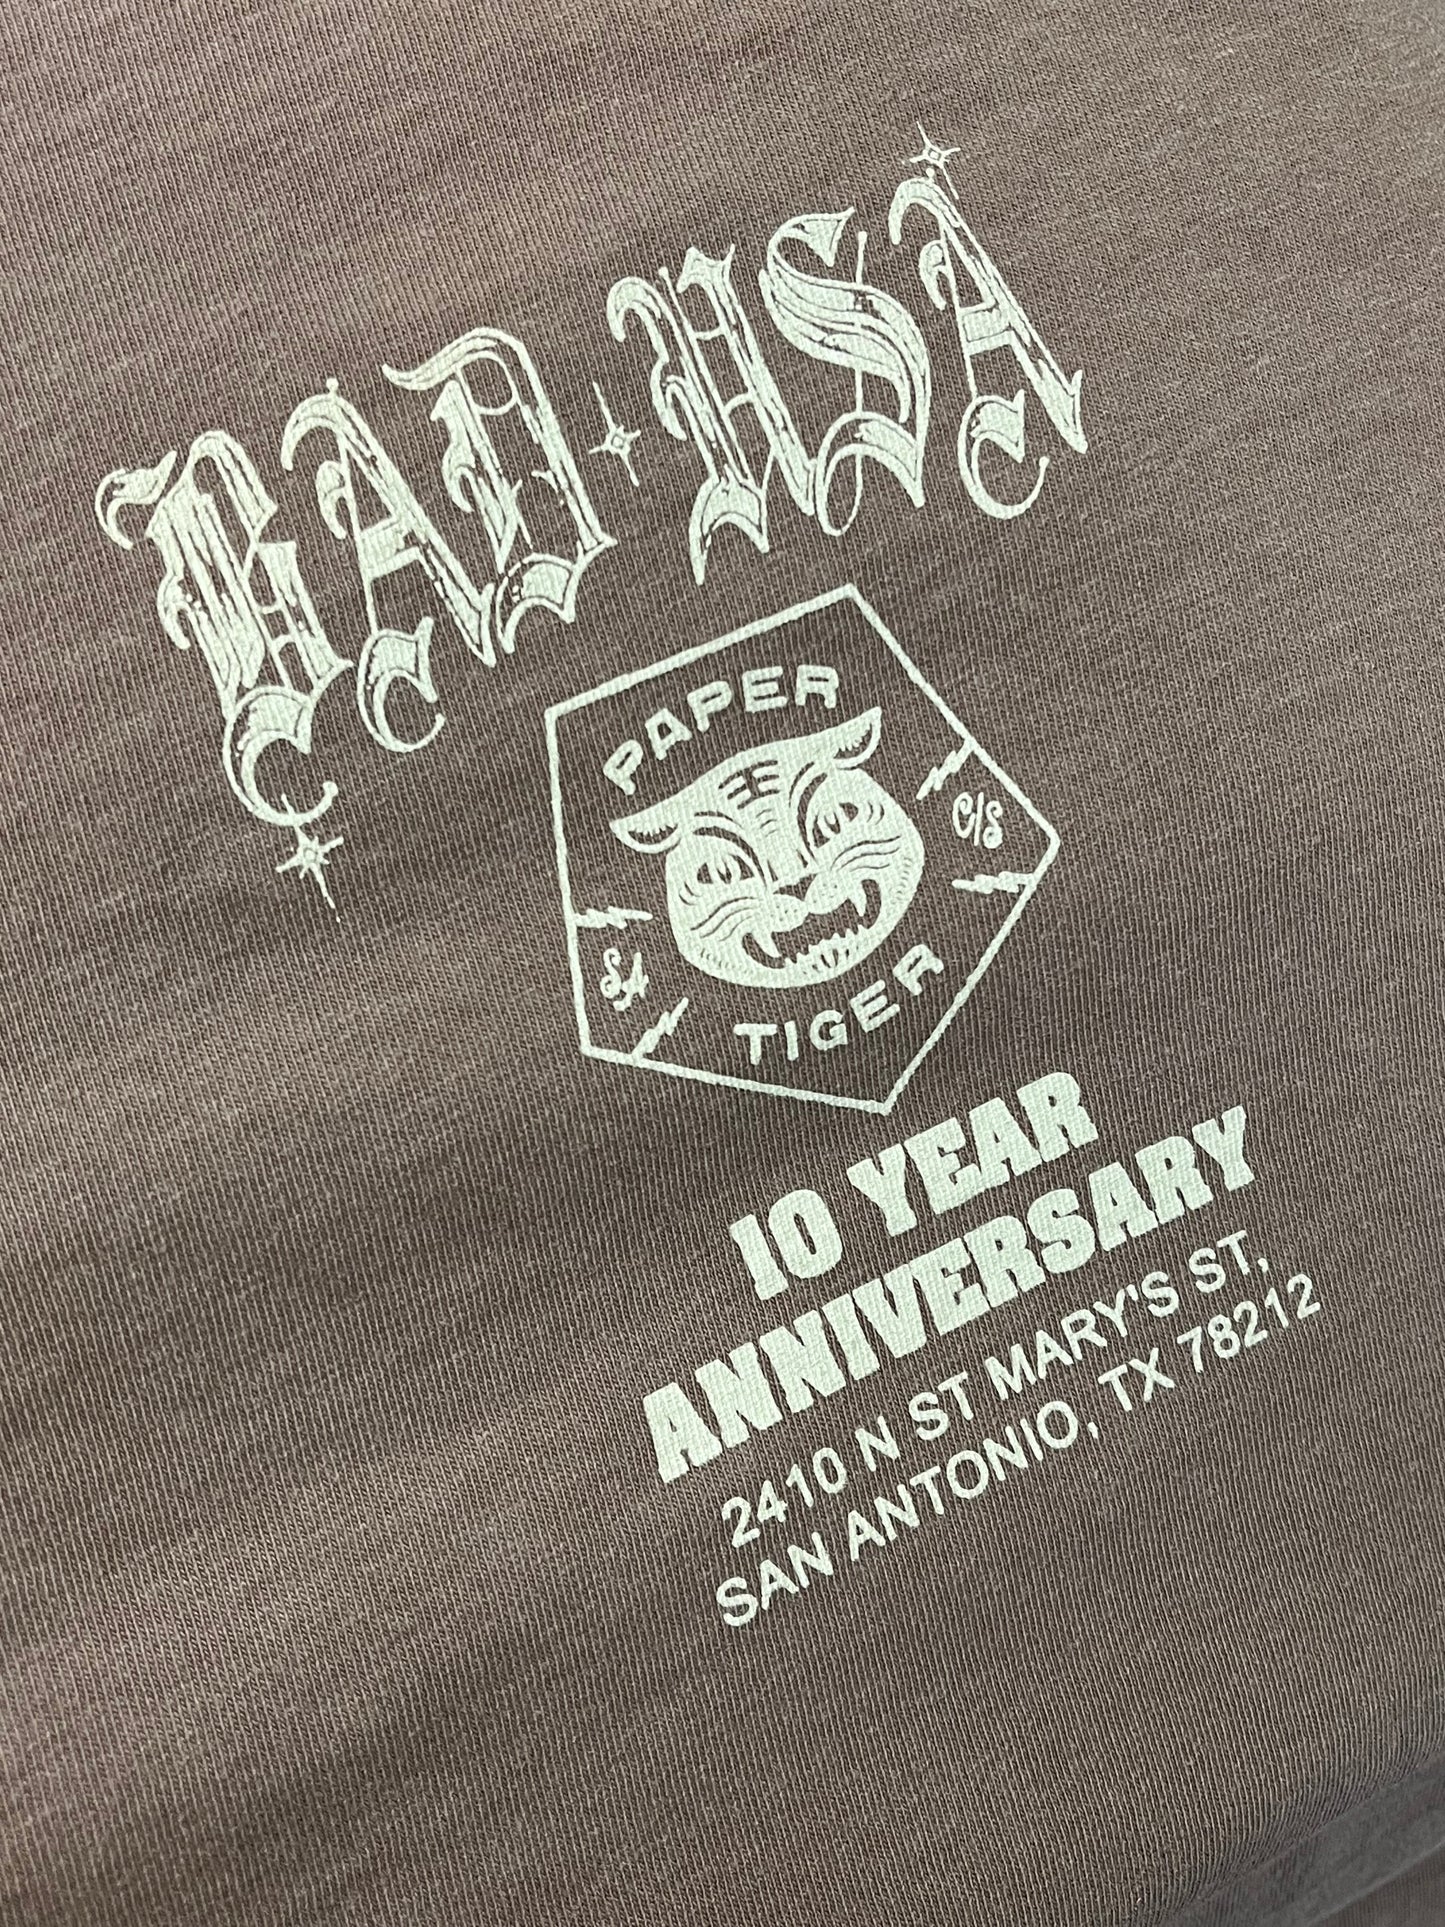 BAD · USA
PAPER
C/S
SA
TIGER
10 YEAR
ANNIVERSARY
2410 N ST MARY'S ST,
SAN ANTONIO, TX 78212